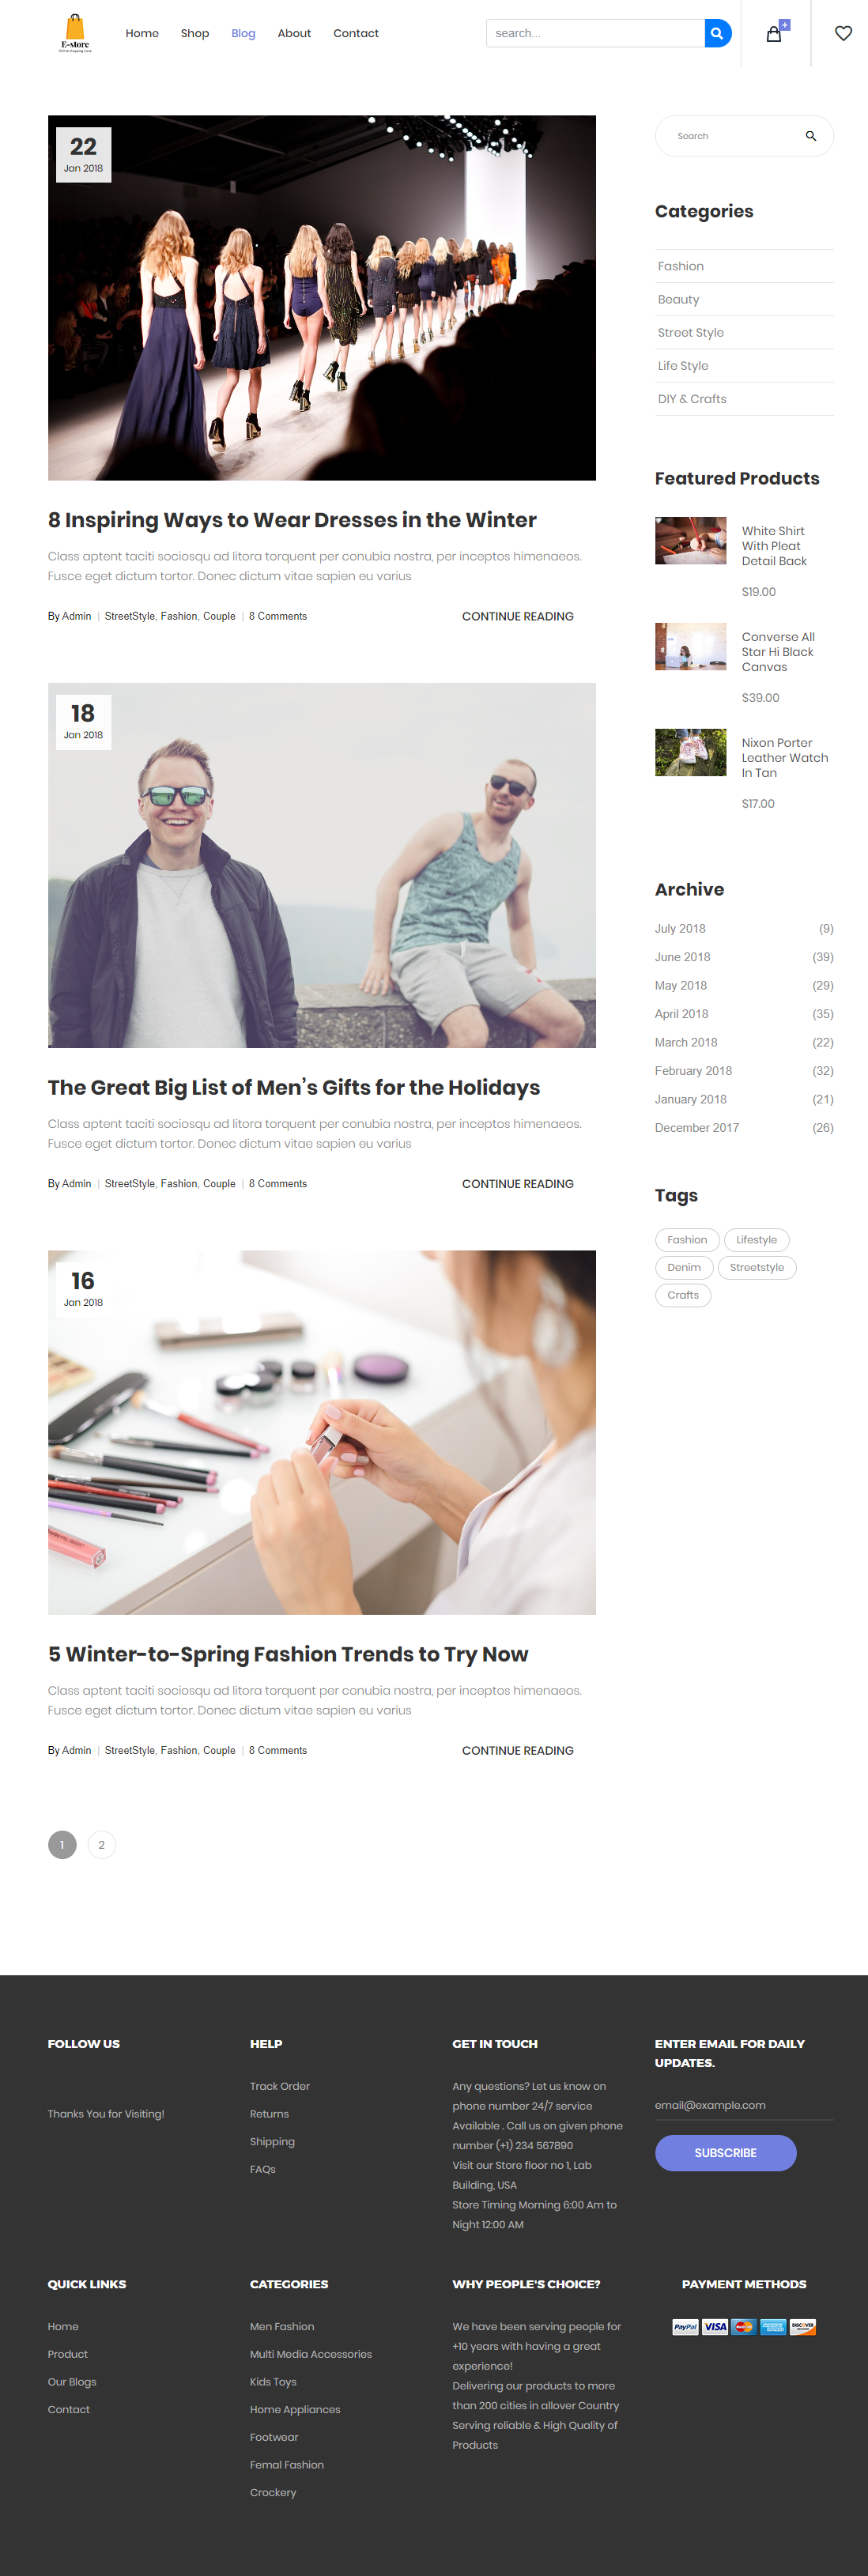 E-store
Online shopping store
Home Shop Blog About Contact
search...
+
22
Jan 2018
8 Inspiring Ways to Wear Dresses in the Winter
Class aptent taciti sociosqu ad litora torquent per conubia nostra, per inceptos himenaeos.
Fusce eget dictum tortor. Donec dictum vitae sapien eu varius
By Admin | StreetStyle, Fashion, Couple | 8 Comments CONTINUE READING
18
Jan 2018
The Great Big List of Men’s Gifts for the Holidays
Class aptent taciti sociosqu ad litora torquent per conubia nostra, per inceptos himenaeos.
Fusce eget dictum tortor. Donec dictum vitae sapien eu varius
By Admin | StreetStyle, Fashion, Couple | 8 Comments CONTINUE READING
16
Jan 2018
5 Winter-to-Spring Fashion Trends to Try Now
Class aptent taciti sociosqu ad litora torquent per conubia nostra, per inceptos himenaeos.
Fusce eget dictum tortor. Donec dictum vitae sapien eu varius
By Admin | StreetStyle, Fashion, Couple | 8 Comments CONTINUE READING
1 2
Search
Categories
Fashion
Beauty
Street Style
Life Style
DIY & Crafts
Featured Products
White Shirt
With Pleat
Detail Back
$19.00
Converse All
Star Hi Black
Canvas
$39.00
Nixon Porter
Leather Watch
In Tan
$17.00
Archive
July 2018 (9)
June 2018 (39)
May 2018 (29)
April 2018 (35)
March 2018 (22)
February 2018 (32)
January 2018 (21)
December 2017 (26)
Tags
Fashion Lifestyle
Denim Streetstyle
Crafts
FOLLOW US
Thanks You for Visiting!
HELP
Track Order
Returns
Shipping
FAQs
GET IN TOUCH
Any questions? Let us know on
phone number 24/7 service
Available . Call us on given phone
number (+1) 234 567890
Visit our Store floor no 1, Lab
Building, USA
Store Timing Morning 6:00 Am to
Night 12:00 AM
ENTER EMAIL FOR DAILY
UPDATES.
email@example.com
SUBSCRIBE
QUICK LINKS
Home
Product
Our Blogs
Contact
CATEGORIES
Men Fashion
Multi Media Accessories
Kids Toys
Home Appliances
Footwear
Femal Fashion
Crockery
WHY PEOPLE'S CHOICE?
We have been serving people for
+10 years with having a great
experience!
Delivering our products to more
than 200 cities in allover Country
Serving reliable & High Quality of
Products
PAYMENT METHODS
PayPal VISA MasterCard DISCOVER